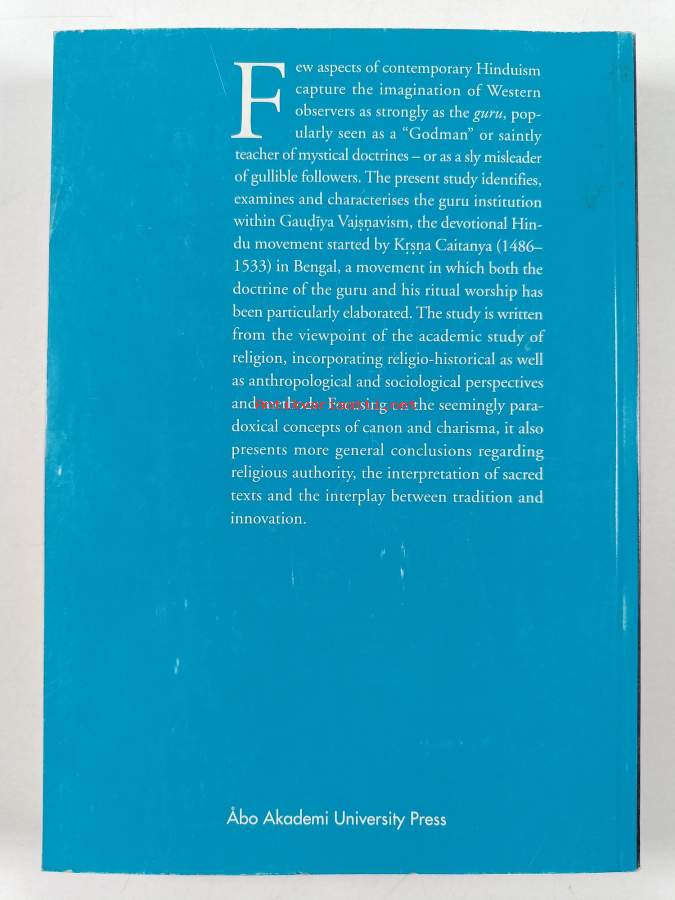 Few aspects of contemporary Hinduism
capture the imagination of Western
observers as strongly as the guru, pop-
ularly seen as a “Godman” or saintly
teacher of mystical doctrines – or as a sly misleader
of gullible followers. The present study identifies,
examines and characterises the guru institution
within Gauḍīya Vaiṣṇavism, the devotional Hin-
du movement started by Kṛṣṇa Caitanya (1486–
1533) in Bengal, a movement in which both the
doctrine of the guru and his ritual worship has
been particularly elaborated. The study is written
from the viewpoint of the academic study of
religion, incorporating religio-historical as well
as anthropological and sociological perspectives
and methods. Focusing on the seemingly para-
doxical concepts of canon and charisma, it also
presents more general conclusions regarding
religious authority, the interpretation of sacred
texts and the interplay between tradition and
innovation.
Åbo Akademi University Press